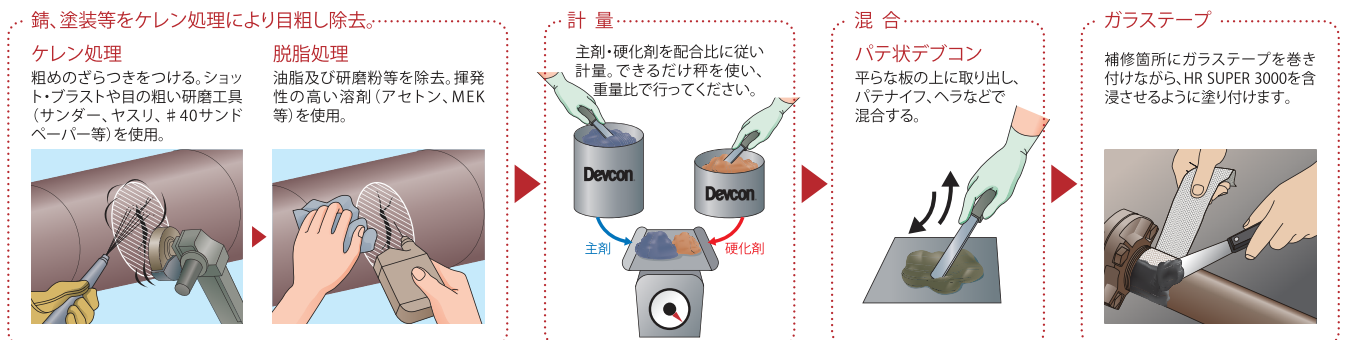 錆、塗装等をケレン処理により目粗し除去。
ケレン処理
粗めのざらつきをつける。ショッ
ト・ブラストや目の粗い研磨工具
（サンダー、ヤスリ、♯40サンド
ペーパー等）を使用。
脱脂処理
油脂及び研磨粉等を除去。揮発
性の高い溶剤（アセトン、MEK
等）を使用。
計量
主剤・硬化剤を配合比に従い
計量。できるだけ秤を使い、
重量比で行ってください。
Devcon
Devcon
主剤
硬化剤
混合
パテ状デブコン
平らな板の上に取り出し、
パテナイフ、ヘラなどで
混合する。
ガラステープ
補修箇所にガラステープを巻き
付けながら、HR SUPER 3000を含
浸させるように塗り付けます。